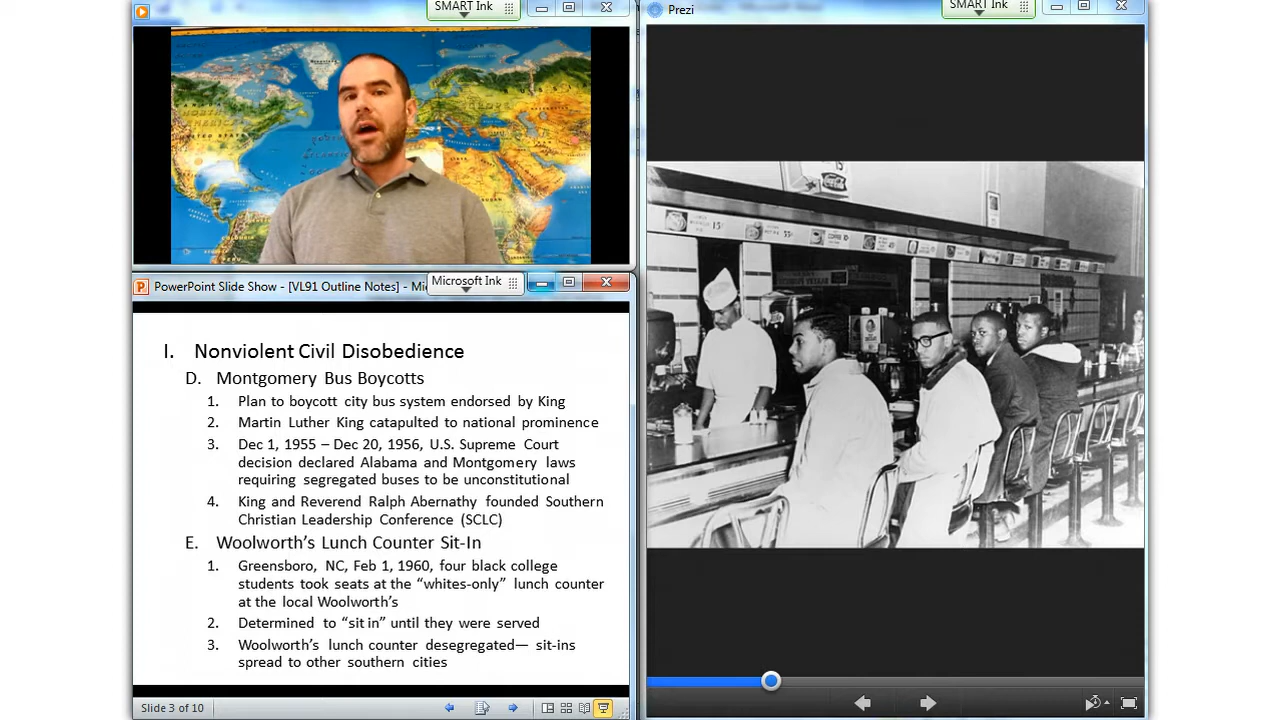 SMART Ink
Prezi
SMART Ink
PowerPoint Slide Show - [VL91 Outline Notes] - Mi
Microsoft Ink
I. Nonviolent Civil Disobedience
D. Montgomery Bus Boycotts
1. Plan to boycott city bus system endorsed by King
2. Martin Luther King catapulted to national prominence
3. Dec 1, 1955 – Dec 20, 1956, U.S. Supreme Court
decision declared Alabama and Montgomery laws
requiring segregated buses to be unconstitutional
4. King and Reverend Ralph Abernathy founded Southern
Christian Leadership Conference (SCLC)
E. Woolworth’s Lunch Counter Sit-In
1. Greensboro, NC, Feb 1, 1960, four black college
students took seats at the “whites-only” lunch counter
at the local Woolworth’s
2. Determined to “sit in” until they were served
3. Woolworth’s lunch counter desegregated— sit-ins
spread to other southern cities
Slide 3 of 10